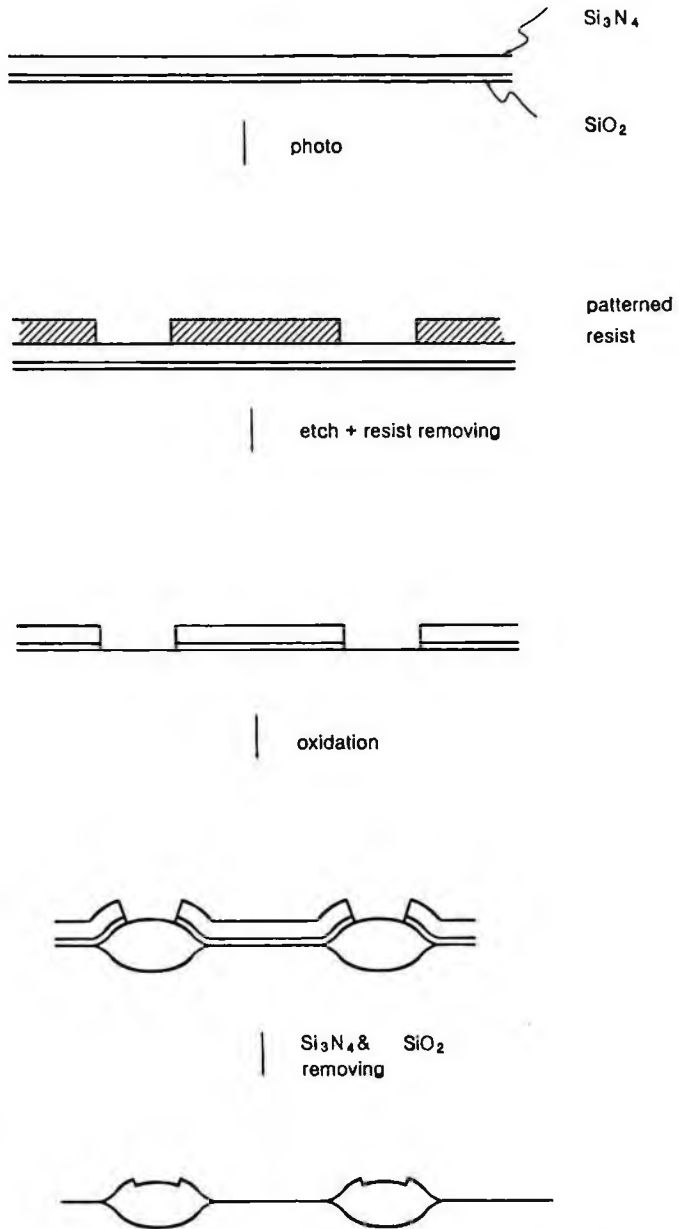 Si₃N₄
SiO₂
photo
patterned
resist
etch + resist removing
oxidation
Si₃N₄ & SiO₂
removing